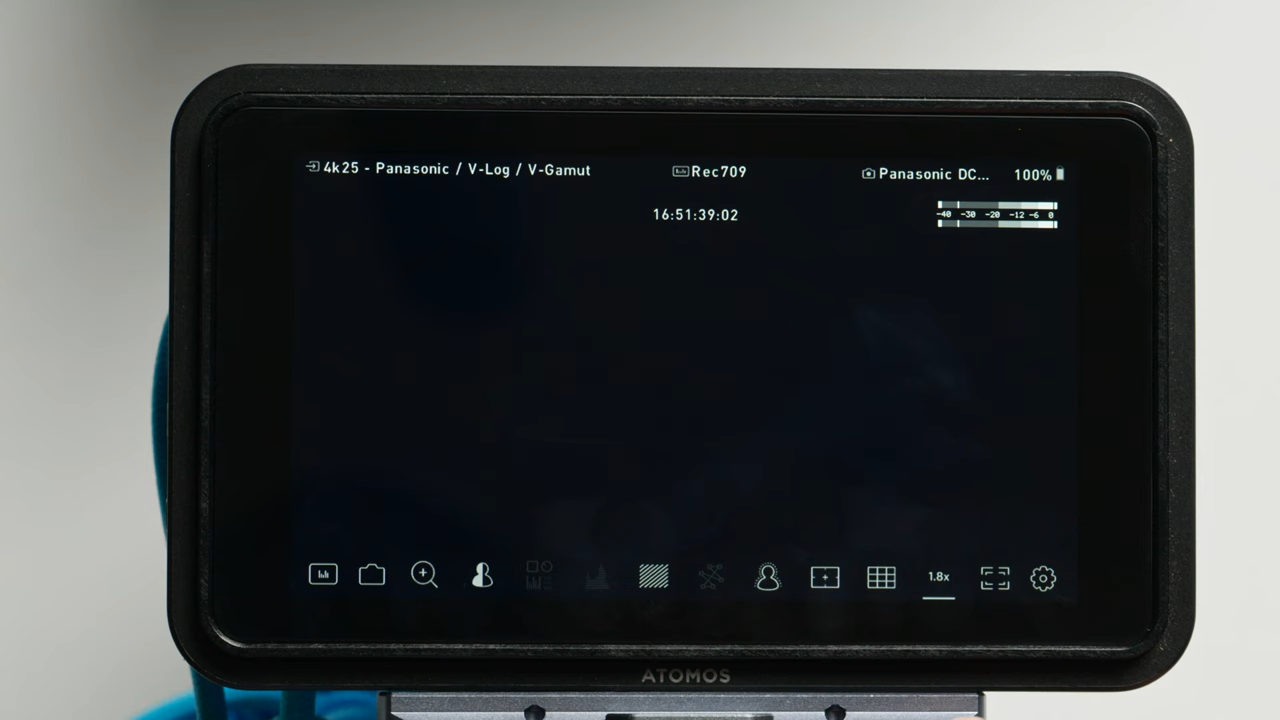 4k25 - Panasonic / V-Log / V-Gamut
Rec709
Panasonic DC...
100%
16:51:39:02
-40 -30 -20 -12 -6 0
1.8x
ATOMOS